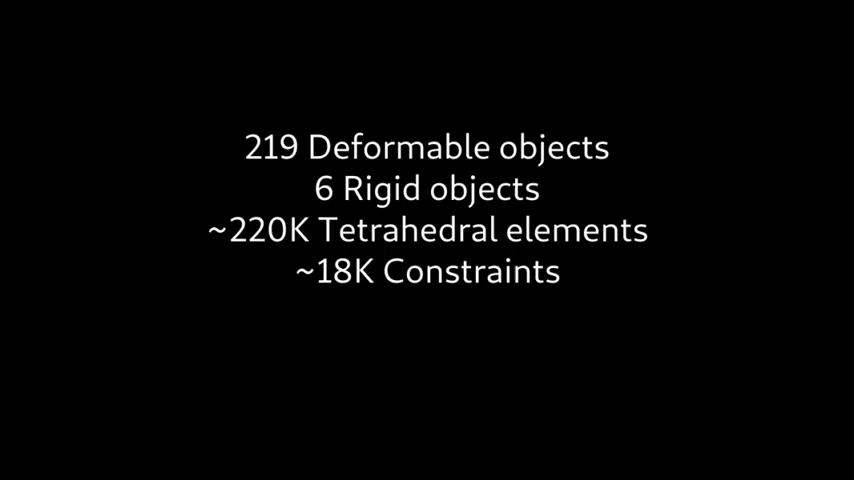 219 Deformable objects
6 Rigid objects
~220K Tetrahedral elements
~18K Constraints